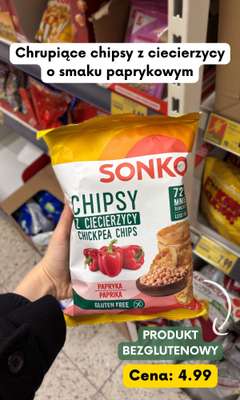 Chrupiące chipsy z ciecierzycy
o smaku paprykowym
SONKO
CHIPSY
Z CIECIERZYCY
CHICKPEA CHIPS
PAPRYKA
PAPRIKA
GLUTEN FREE
PRODUKT
BEZGLUTENOWY
Cena: 4.99